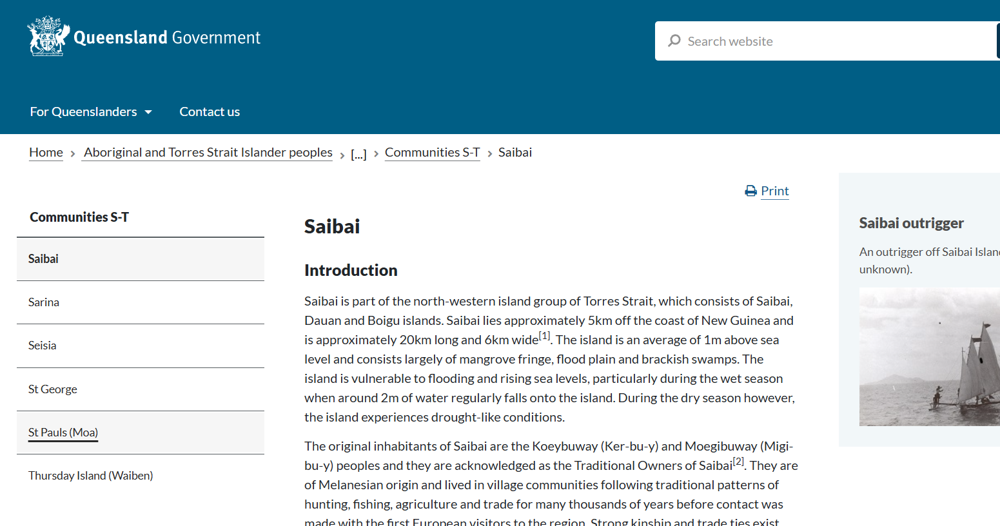 Queensland Government
Search website
For Queenslanders
Contact us
Home > Aboriginal and Torres Strait Islander peoples > [...] > Communities S-T > Saibai
Print
Communities S-T
Saibai
Sarina
Seisia
St George
St Pauls (Moa)
Thursday Island (Waiben)
Saibai
Introduction
Saibai is part of the north-western island group of Torres Strait, which consists of Saibai,
Dauan and Boigu islands. Saibai lies approximately 5km off the coast of New Guinea and
is approximately 20km long and 6km wide[1]. The island is an average of 1m above sea
level and consists largely of mangrove fringe, flood plain and brackish swamps. The
island is vulnerable to flooding and rising sea levels, particularly during the wet season
when around 2m of water regularly falls onto the island. During the dry season however,
the island experiences drought-like conditions.
The original inhabitants of Saibai are the Koeybuway (Ker-bu-y) and Moegibuway (Migi-
bu-y) peoples and they are acknowledged as the Traditional Owners of Saibai[2]. They are
of Melanesian origin and lived in village communities following traditional patterns of
hunting, fishing, agriculture and trade for many thousands of years before contact was
made with the first European visitors to the region. Strong kinship and trade ties exist
Saibai outrigger
An outrigger off Saibai
unknown).